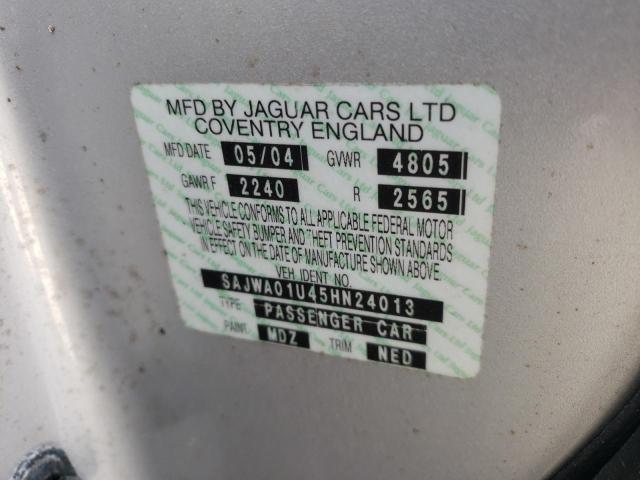 MFD BY JAGUAR CARS LTD
COVENTRY ENGLAND
MFD DATE 05/04 GVWR 4805
GAWR F 2240 R 2565
THIS VEHICLE CONFORMS TO ALL APPLICABLE FEDERAL MOTOR
VEHICLE SAFETY BUMPER AND THEFT PREVENTION STANDARDS
IN EFFECT ON THE DATE OF MANUFACTURE SHOWN ABOVE.
VEH. IDENT NO.
SAJWA01U45HN24013
TYPE PASSENGER CAR
PAINT MDZ TRIM NED